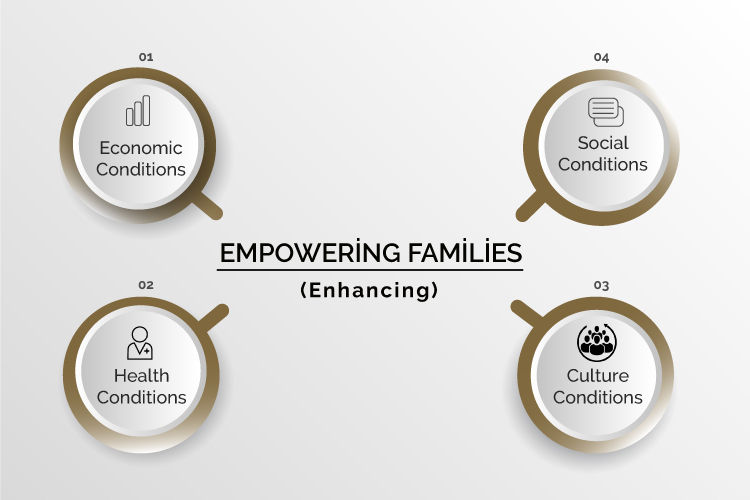 01
Economic
Conditions
04
Social
Conditions
EMPOWERİNG FAMİLİES
(Enhancing)
02
Health
Conditions
03
Culture
Conditions